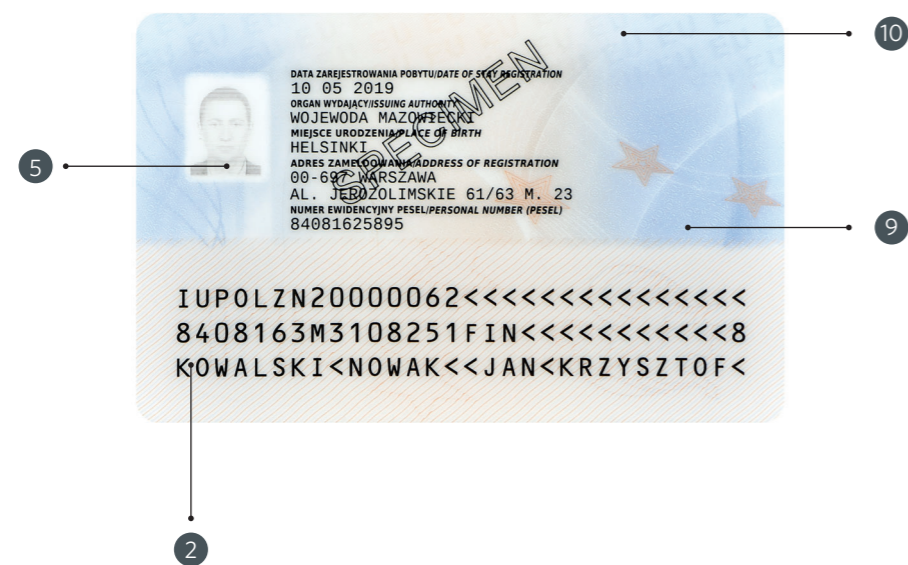 10
SPECIMEN
DATA ZAREJESTROWANIA POBYTU/DATE OF STAY REGISTRATION
10 05 2019
ORGAN WYDAJĄCY/ISSUING AUTHORITY
WOJEWODA MAZOWIECKI
MIEJSCE URODZENIA/PLACE OF BIRTH
HELSINKI
5
ADRES ZAMELDOWANIA/ADDRESS OF REGISTRATION
00-697 WARSZAWA
AL. JEROZOLIMSKIE 61/63 M. 23
NUMER EWIDENCYJNY PESEL/PERSONAL NUMBER (PESEL)
84081625895
9
IUPOLZN20000062<<<<<<<<<<<<<<<
8408163M3108251FIN<<<<<<<<<<<8
KOWALSKI<NOWAK<<JAN<KRZYSZTOF<
2